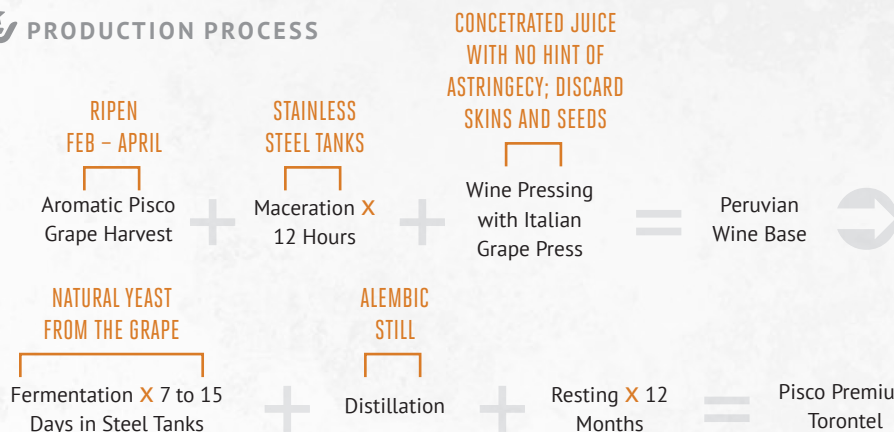 PRODUCTION PROCESS
RIPEN
FEB – APRIL
Aromatic Pisco
Grape Harvest
+
STAINLESS
STEEL TANKS
Maceration X
12 Hours
+
CONCETRATED JUICE
WITH NO HINT OF
ASTRINGECY; DISCARD
SKINS AND SEEDS
Wine Pressing
with Italian
Grape Press
=
Peruvian
Wine Base
NATURAL YEAST
FROM THE GRAPE
Fermentation X 7 to 15
Days in Steel Tanks
+
ALEMBIC
STILL
Distillation
+
Resting X 12
Months
=
Pisco Premiu
Torontel